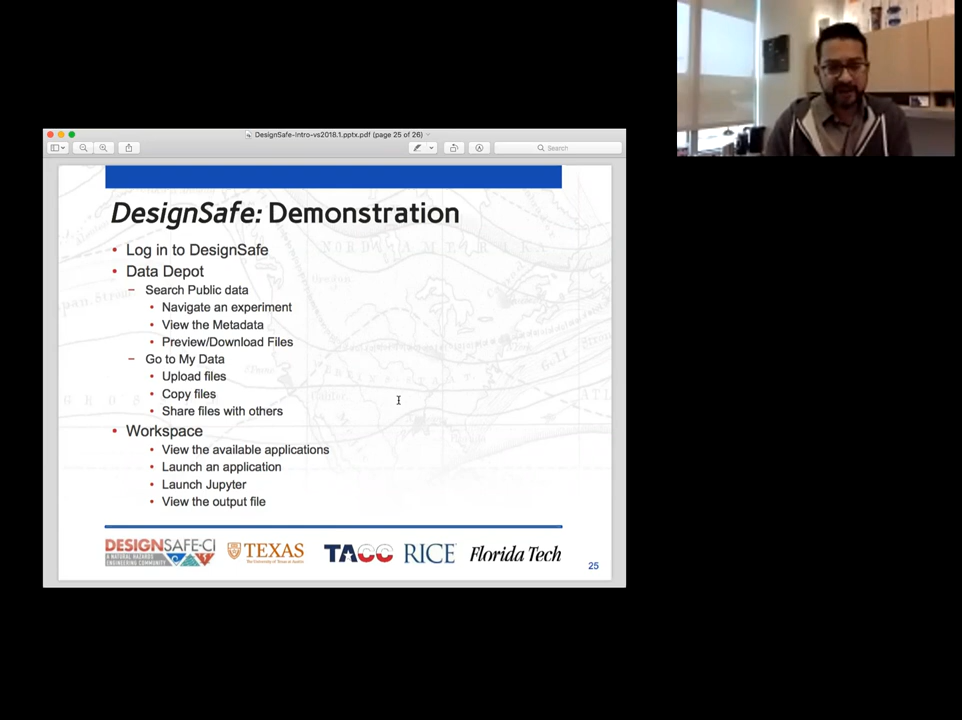 DesignSafe-Intro-vs2018.1.pptx.pdf (page 25 of 26)
Search
DesignSafe: Demonstration
• Log in to DesignSafe
• Data Depot
– Search Public data
• Navigate an experiment
• View the Metadata
• Preview/Download Files
– Go to My Data
• Upload files
• Copy files
• Share files with others
• Workspace
• View the available applications
• Launch an application
• Launch Jupyter
• View the output file
DESIGNSAFE-CI
A NATURAL HAZARDS
ENGINEERING COMMUNITY
TEXAS
The University of Texas at Austin
TACC
RICE
Florida Tech
25